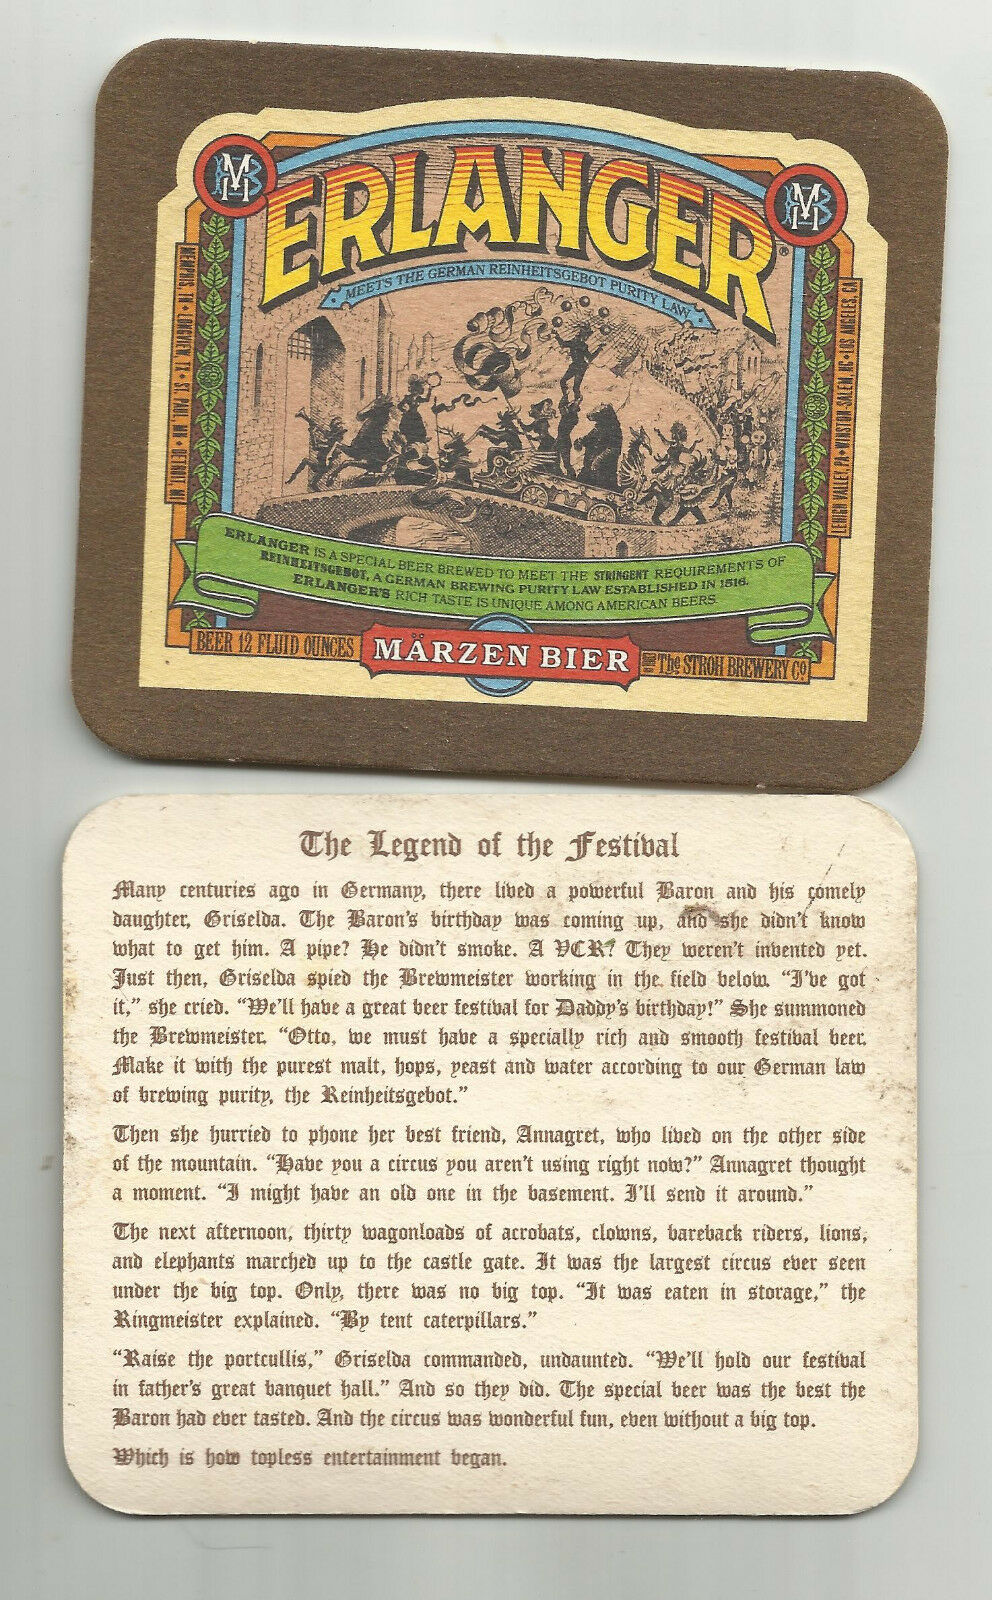 MB
MB
ERLANGER®
MEETS THE GERMAN REINHEITSGEBOT PURITY LAW
MEMPHIS, TN • LONGVIEW, TX • ST. PAUL, MN • DETROIT, MI
LEHIGH VALLEY, PA • WINSTON-SALEM, NC • LOS ANGELES, CA
ERLANGER IS A SPECIAL BEER BREWED TO MEET THE STRINGENT REQUIREMENTS OF
REINHEITSGEBOT, A GERMAN BREWING PURITY LAW ESTABLISHED IN 1516.
ERLANGER'S RICH TASTE IS UNIQUE AMONG AMERICAN BEERS.
BEER 12 FLUID OUNCES
MÄRZEN BIER
The STROH BREWERY Co
The Legend of the Festival
Many centuries ago in Germany, there lived a powerful Baron and his comely
daughter, Griselda. The Baron's birthday was coming up, and she didn't know
what to get him. A pipe? He didn't smoke. A VCR? They weren't invented yet.
Just then, Griselda spied the Brewmeister working in the field below. “I've got
it,” she cried. “We'll have a great beer festival for Daddy's birthday!” She summoned
the Brewmeister. “Otto, we must have a specially rich and smooth festival beer.
Make it with the purest malt, hops, yeast and water according to our German law
of brewing purity, the Reinheitsgebot.”
Then she hurried to phone her best friend, Annagret, who lived on the other side
of the mountain. “Have you a circus you aren't using right now?” Annagret thought
a moment. “I might have an old one in the basement. I'll send it around.”
The next afternoon, thirty wagonloads of acrobats, clowns, bareback riders, lions,
and elephants marched up to the castle gate. It was the largest circus ever seen
under the big top. Only, there was no big top. “It was eaten in storage,” the
Ringmeister explained. “By tent caterpillars.”
“Raise the portcullis,” Griselda commanded, undaunted. “We'll hold our festival
in father's great banquet hall.” And so they did. The special beer was the best the
Baron had ever tasted. And the circus was wonderful fun, even without a big top.
Which is how topless entertainment began.